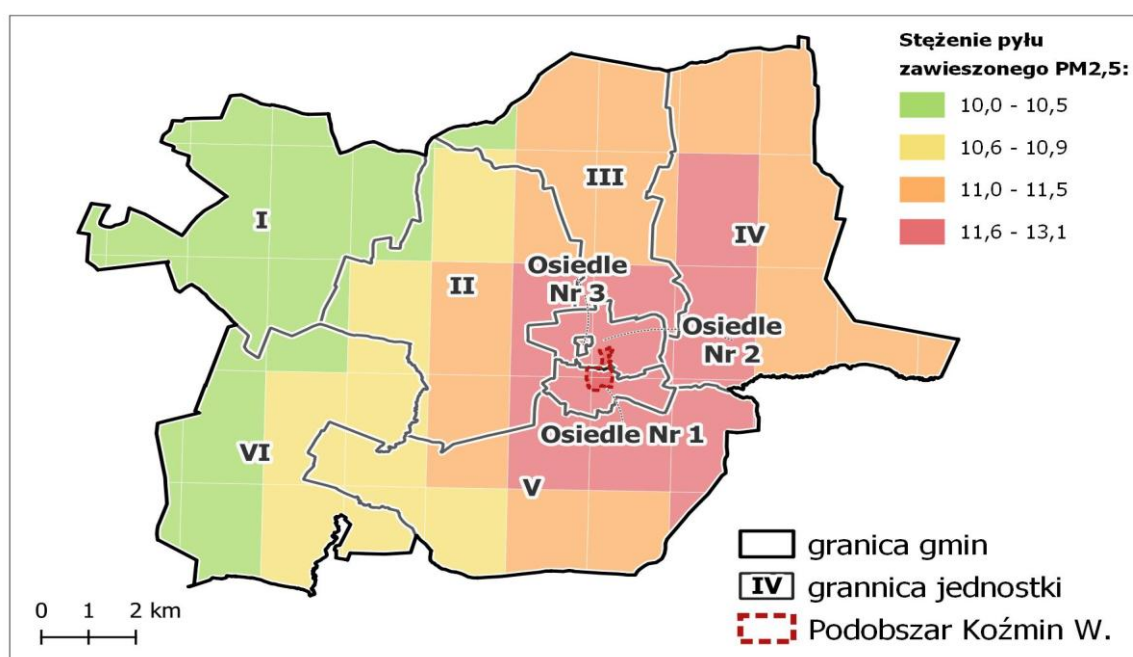 Stężenie pyłu
zawieszonego PM2,5:
10,0 - 10,5
10,6 - 10,9
11,0 - 11,5
11,6 - 13,1
III
I
IV
Osiedle
Nr 3
II
Osiedle
Nr 2
Osiedle Nr 1
VI
V
granica gmin
IV grannica jednostki
Podobszar Koźmin W.
0 1 2 km